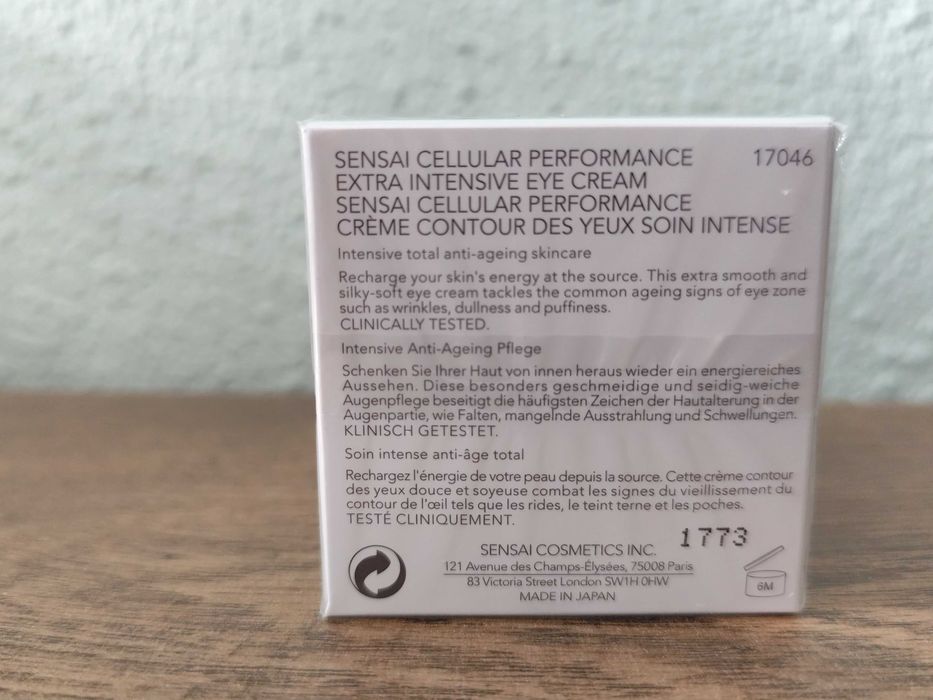 SENSAI CELLULAR PERFORMANCE 17046
EXTRA INTENSIVE EYE CREAM
SENSAI CELLULAR PERFORMANCE
CRÈME CONTOUR DES YEUX SOIN INTENSE
Intensive total anti-ageing skincare
Recharge your skin's energy at the source. This extra smooth and
silky-soft eye cream tackles the common ageing signs of eye zone
such as wrinkles, dullness and puffiness.
CLINICALLY TESTED.
Intensive Anti-Ageing Pflege
Schenken Sie Ihrer Haut von innen heraus wieder ein energiereiches
Aussehen. Diese besonders geschmeidige und seidig-weiche
Augenpflege beseitigt die häufigsten Zeichen der Hautalterung in der
Augenpartie, wie Falten, mangelnde Ausstrahlung und Schwellungen.
KLINISCH GETESTET.
Soin intense anti-âge total
Rechargez l'énergie de votre peau depuis la source. Cette crème contour
des yeux douce et soyeuse combat les signes du vieillissement du
contour de l'œil tels que les rides, le teint terne et les poches.
TESTÉ CLINIQUEMENT.
1773
SENSAI COSMETICS INC.
121 Avenue des Champs-Élysées, 75008 Paris
83 Victoria Street London SW1H 0HW
MADE IN JAPAN
6M